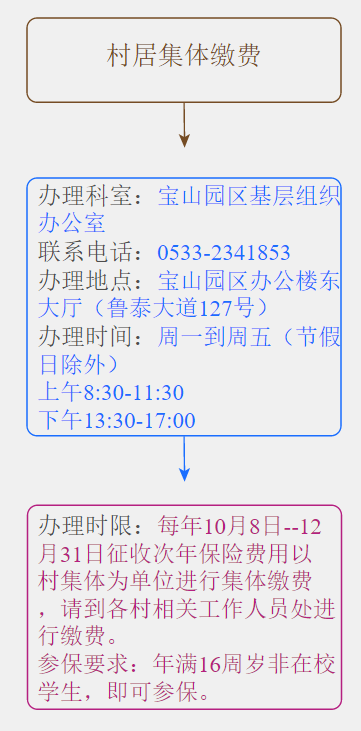 村居集体缴费
办理科室：宝山园区基层组织
办公室
联系电话：0533-2341853
办理地点：宝山园区办公楼东
大厅（鲁泰大道127号）
办理时间：周一到周五（节假
日除外）
上午8:30-11:30
下午13:30-17:00
办理时限：每年10月8日--12
月31日征收次年保险费用以
村集体为单位进行集体缴费
，请到各村相关工作人员处进
行缴费。
参保要求：年满16周岁非在校
学生，即可参保。